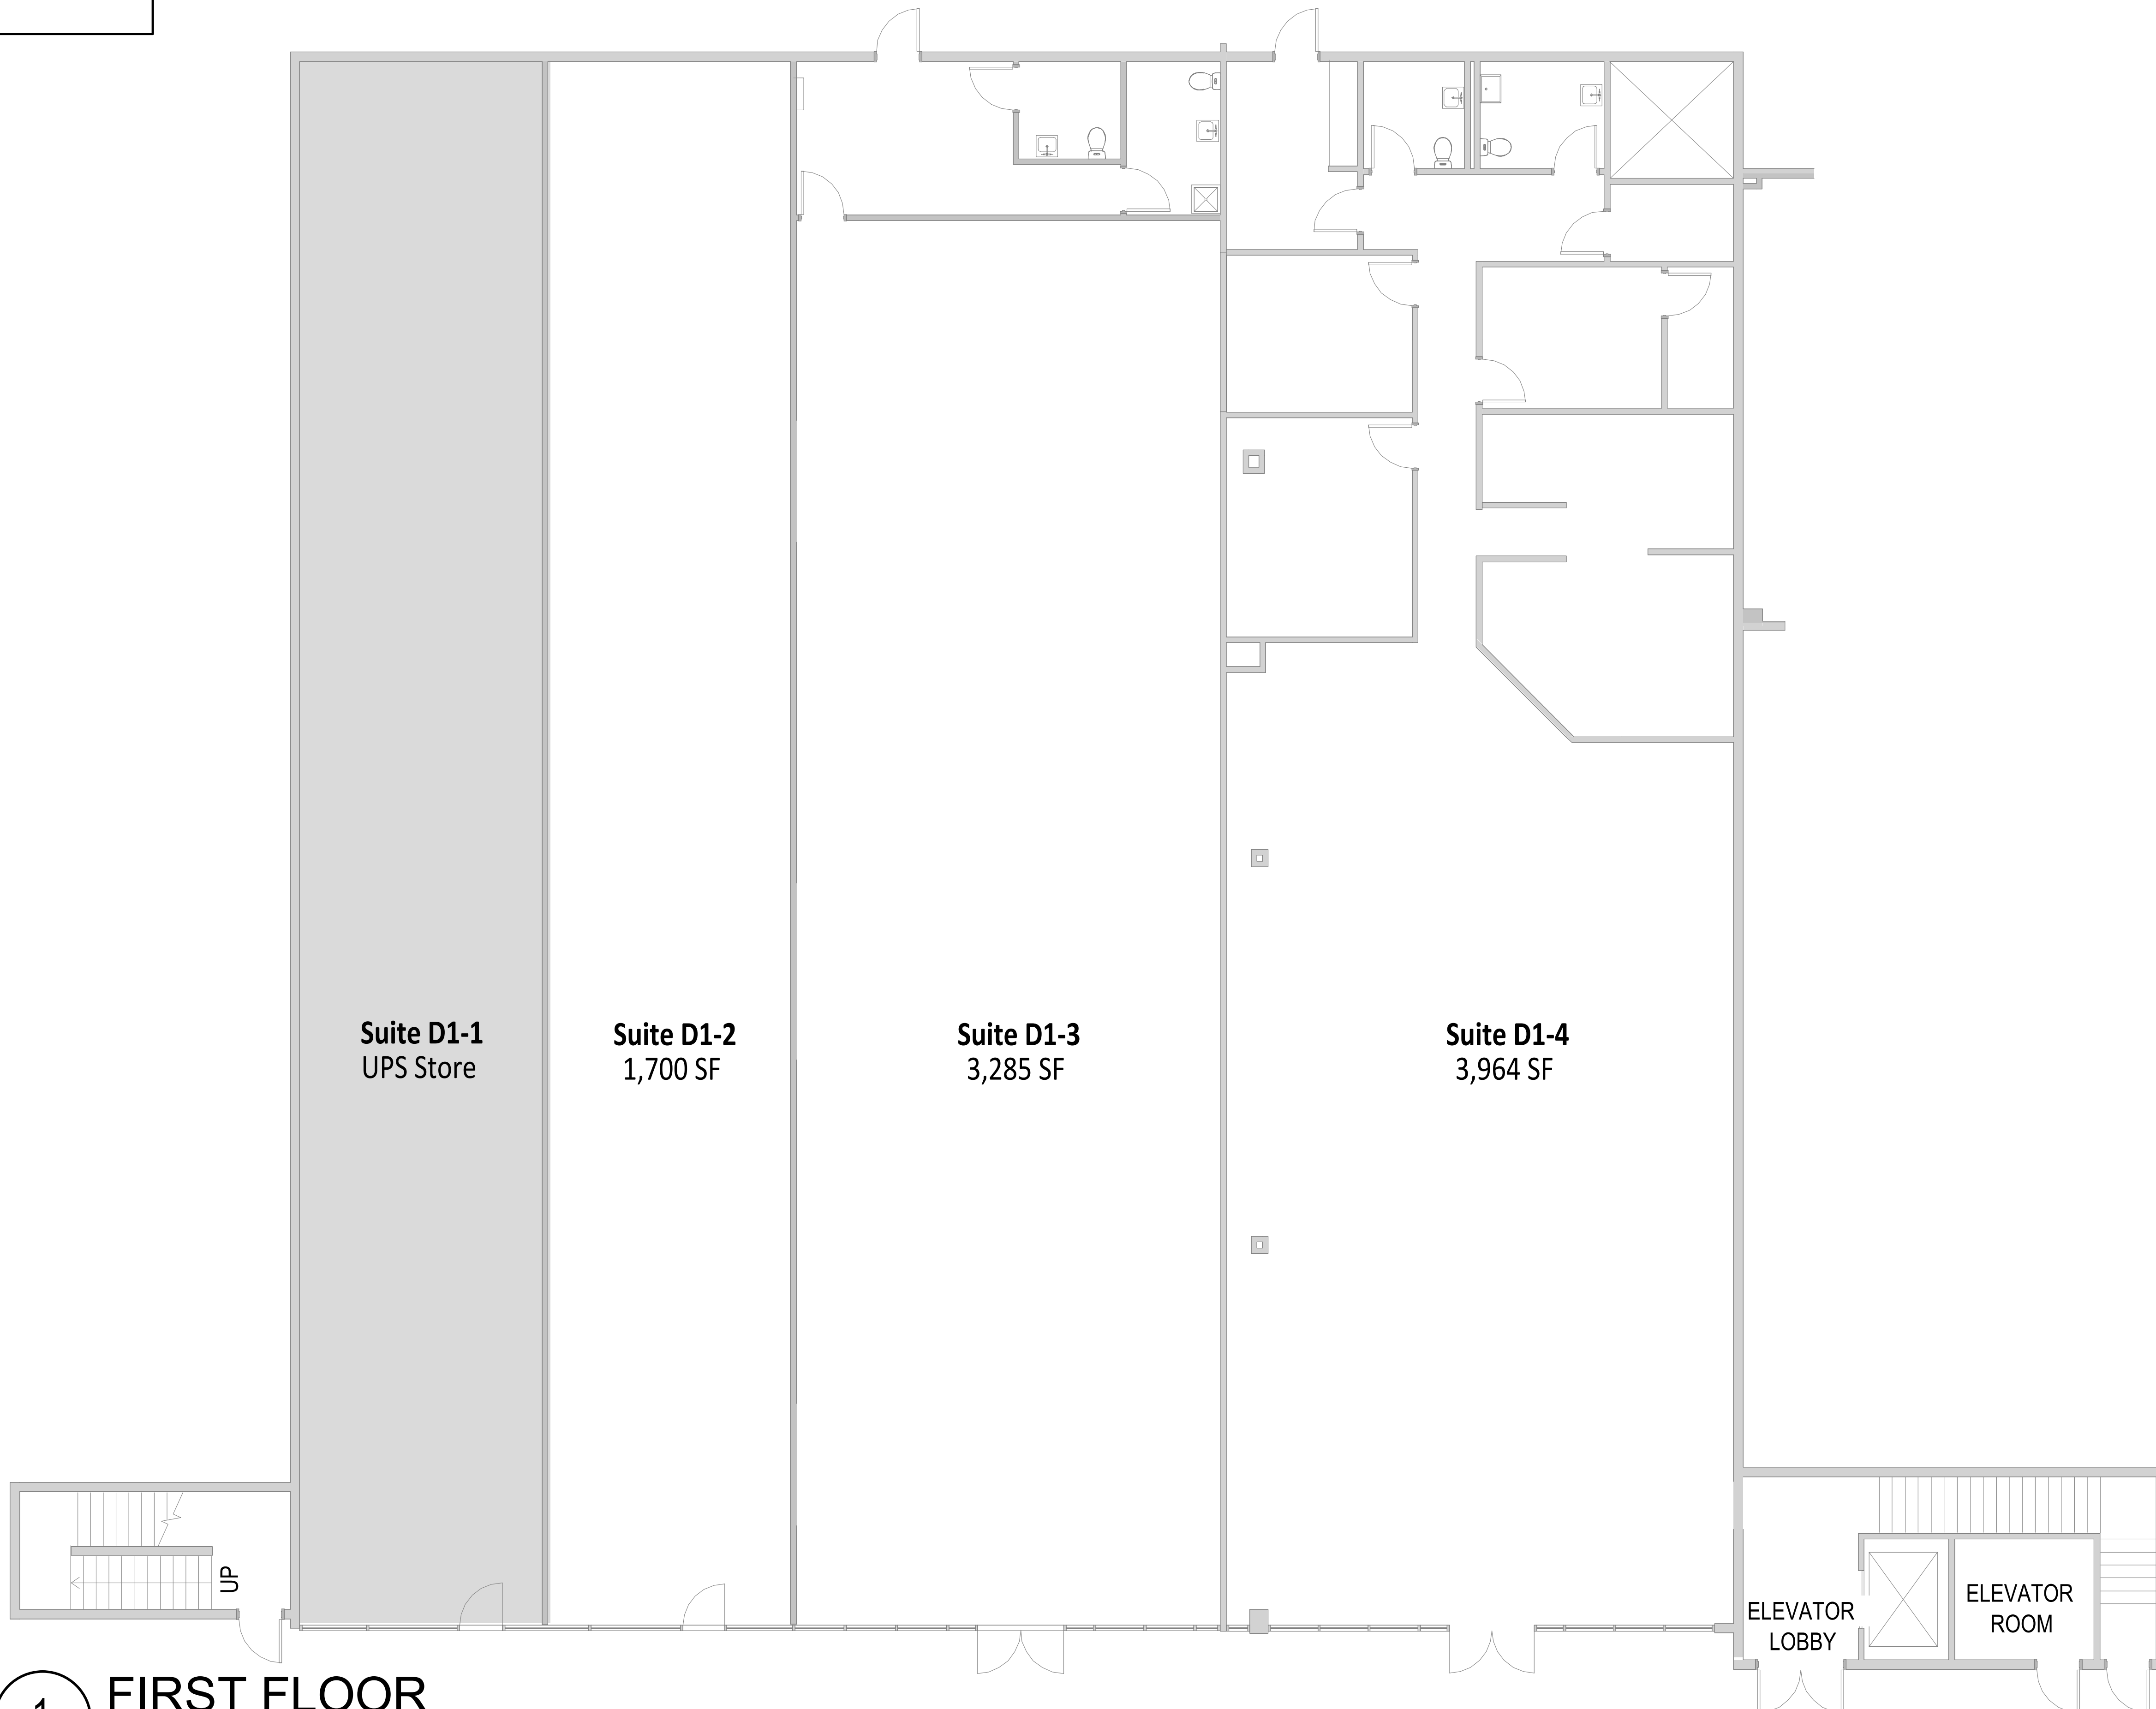 Suite D1-1
UPS Store
Suite D1-2
1,700 SF
Suite D1-3
3,285 SF
Suite D1-4
3,964 SF
UP
ELEVATOR
LOBBY
ELEVATOR
ROOM
1
FIRST FLOOR